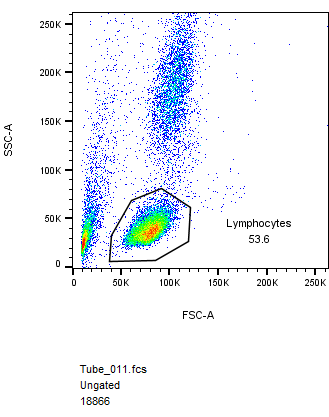 250K
200K
150K
100K
50K
0
SSC-A
Lymphocytes
53.6
0 50K 100K 150K 200K 250K
FSC-A
Tube_011.fcs
Ungated
18866